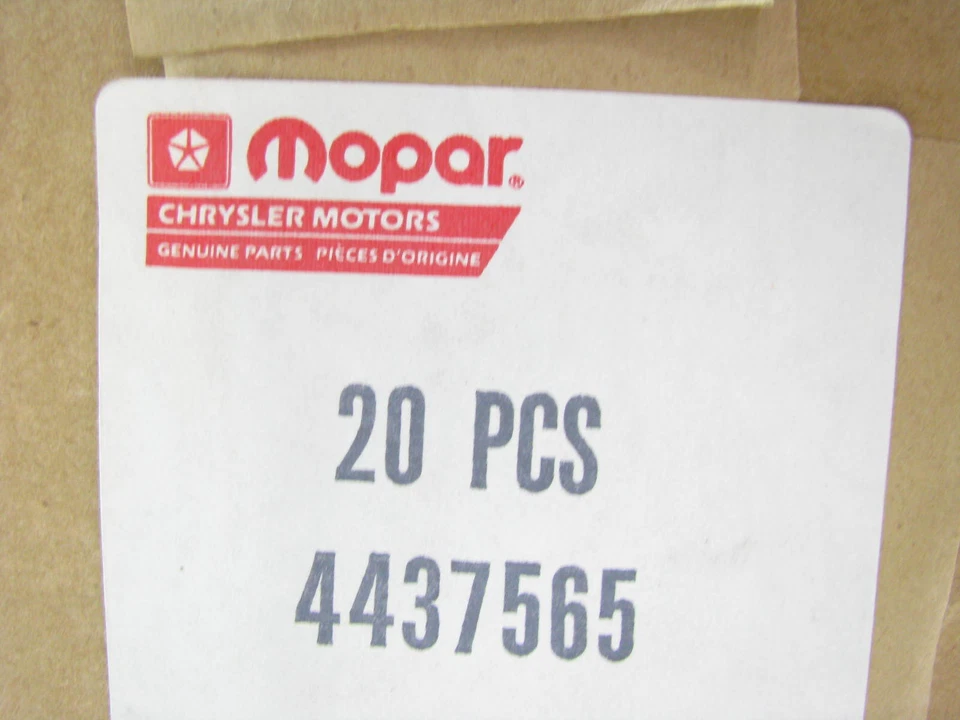 Mopar®
CHRYSLER MOTORS
GENUINE PARTS PIÈCES D'ORIGINE
20 PCS
4437565